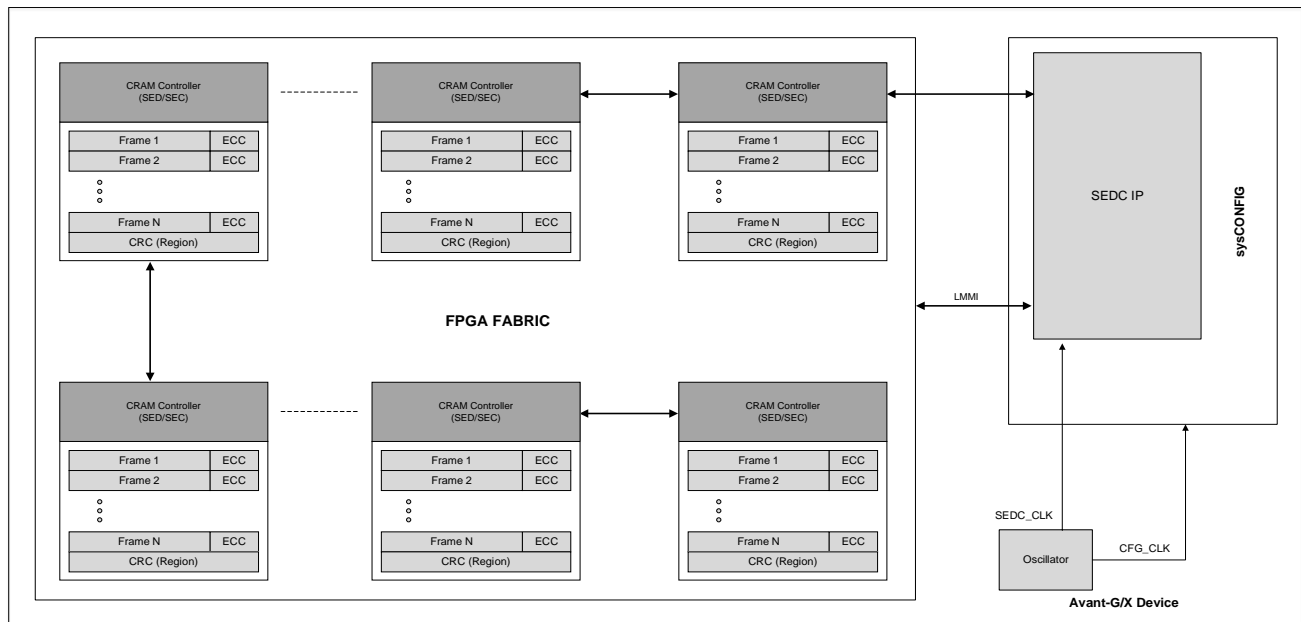 CRAM Controller
(SED/SEC)
Frame 1 ECC
Frame 2 ECC
Frame N ECC
CRC (Region)
CRAM Controller
(SED/SEC)
Frame 1 ECC
Frame 2 ECC
Frame N ECC
CRC (Region)
CRAM Controller
(SED/SEC)
Frame 1 ECC
Frame 2 ECC
Frame N ECC
CRC (Region)
SEDC IP
sysCONFIG
LMMI
FPGA FABRIC
CRAM Controller
(SED/SEC)
Frame 1 ECC
Frame 2 ECC
Frame N ECC
CRC (Region)
CRAM Controller
(SED/SEC)
Frame 1 ECC
Frame 2 ECC
Frame N ECC
CRC (Region)
CRAM Controller
(SED/SEC)
Frame 1 ECC
Frame 2 ECC
Frame N ECC
CRC (Region)
SEDC_CLK
CFG_CLK
Oscillator
Avant-G/X Device